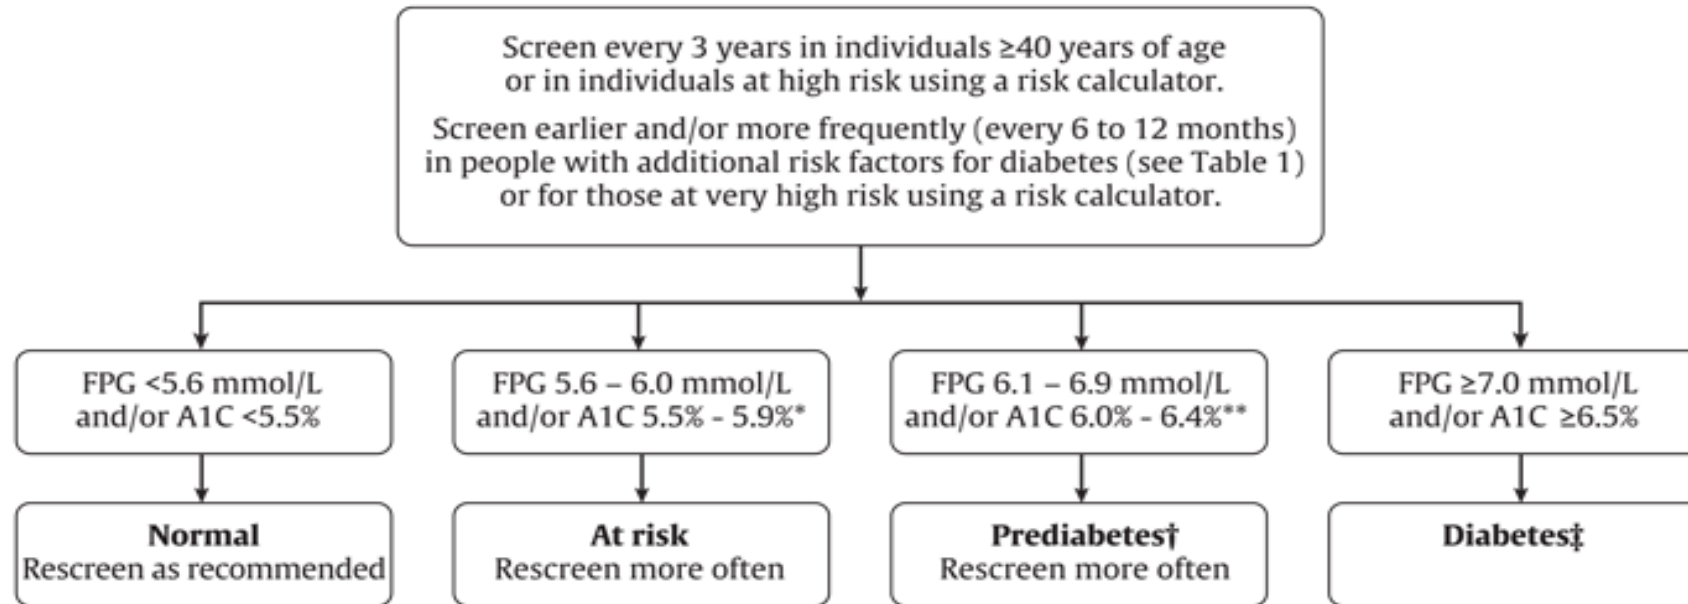 Screen every 3 years in individuals ≥40 years of age
or in individuals at high risk using a risk calculator.
Screen earlier and/or more frequently (every 6 to 12 months)
in people with additional risk factors for diabetes (see Table 1)
or for those at very high risk using a risk calculator.
FPG <5.6 mmol/L
and/or A1C <5.5%
FPG 5.6 – 6.0 mmol/L
and/or A1C 5.5% - 5.9%*
FPG 6.1 – 6.9 mmol/L
and/or A1C 6.0% - 6.4%**
FPG ≥7.0 mmol/L
and/or A1C ≥6.5%
Normal
Rescreen as recommended
At risk
Rescreen more often
Prediabetes†
Rescreen more often
Diabetes‡